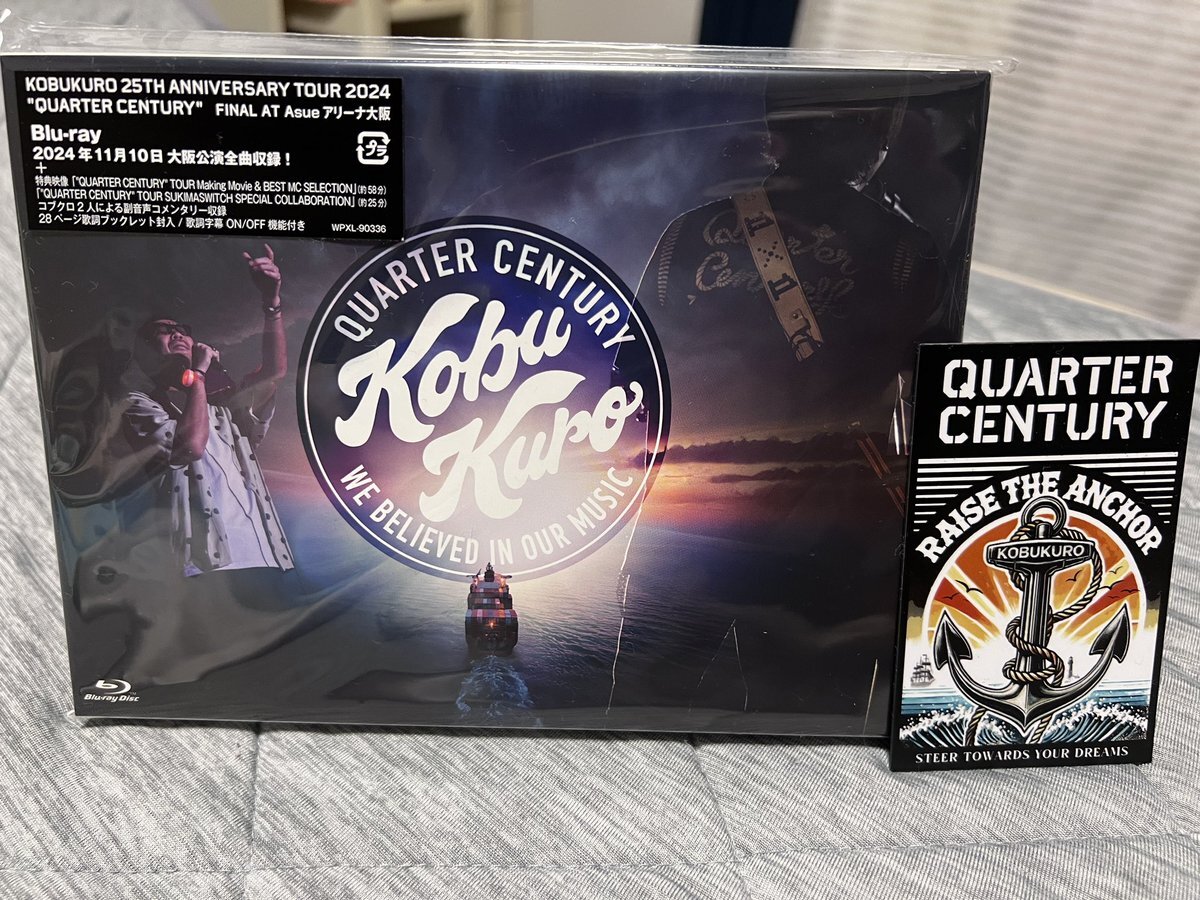 KOBUKURO 25TH ANNIVERSARY TOUR 2024
"QUARTER CENTURY" FINAL AT Asue アリーナ大阪
Blu-ray
2024年11月10日 大阪公演全曲収録！
プラ
+
特典映像「"QUARTER CENTURY" TOUR Making Movie & BEST MC SELECTION」(約58分)
「"QUARTER CENTURY" TOUR SUKIMASWITCH SPECIAL COLLABORATION」(約25分)
コブクロ2人による副音声コメンタリー収録
28ページ歌詞ブックレット封入 / 歌詞字幕 ON/OFF 機能付き
WPXL-90336
QUARTER CENTURY
Kobu
Kuro
WE BELIEVED IN OUR MUSIC
Quarter
Century
Blu-ray Disc
QUARTER
CENTURY
RAISE THE ANCHOR
KOBUKURO
STEER TOWARDS YOUR DREAMS